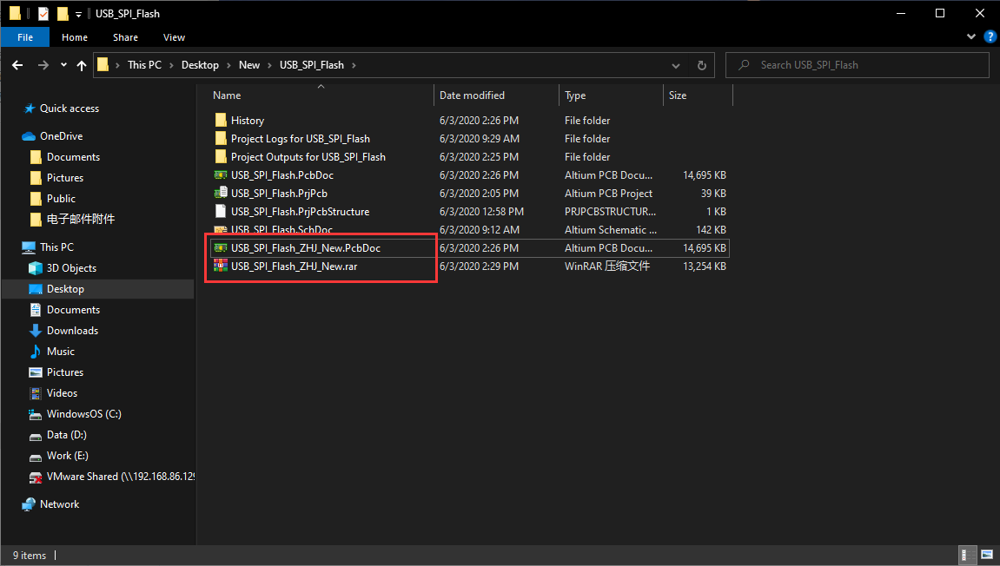 USB_SPI_Flash
File Home Share View
This PC Desktop New USB_SPI_Flash Search USB_SPI_Flash
Name Date modified Type Size
Quick access
OneDrive
Documents
Pictures
Public
电子邮件附件
This PC
3D Objects
Desktop
Documents
Downloads
Music
Pictures
Videos
WindowsOS (C:)
Data (D:)
Work (E:)
VMware Shared (\\192.168.86.129
Network
History 6/3/2020 2:26 PM File folder
Project Logs for USB_SPI_Flash 6/3/2020 9:29 AM File folder
Project Outputs for USB_SPI_Flash 6/3/2020 2:25 PM File folder
USB_SPI_Flash.PcbDoc 6/3/2020 2:26 PM Altium PCB Docu... 14,695 KB
USB_SPI_Flash.PrjPcb 6/3/2020 2:05 PM Altium PCB Project 39 KB
USB_SPI_Flash.PrjPcbStructure 6/3/2020 12:58 PM PRJPCBSTRUCTUR... 1 KB
USB_SPI_Flash.SchDoc 6/3/2020 9:12 AM Altium Schematic ... 142 KB
USB_SPI_Flash_ZHJ_New.PcbDoc 6/3/2020 2:26 PM Altium PCB Docu... 14,695 KB
USB_SPI_Flash_ZHJ_New.rar 6/3/2020 2:29 PM WinRAR 压缩文件 13,254 KB
9 items